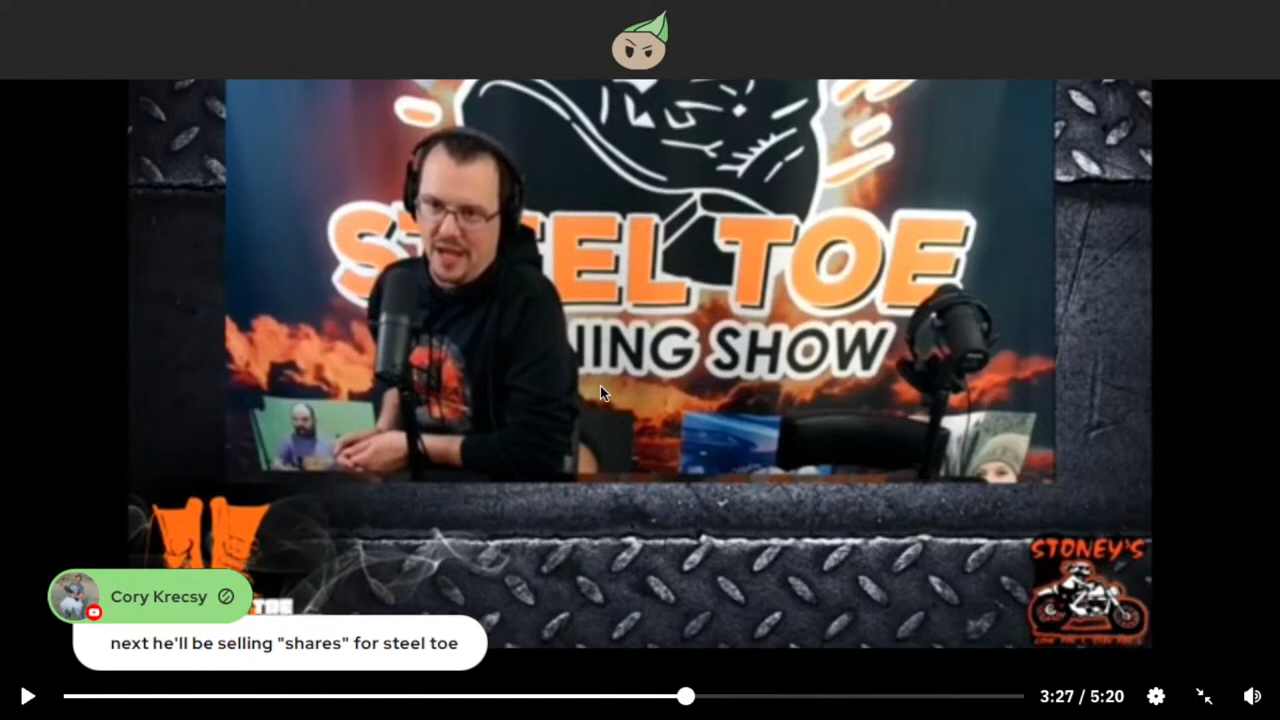 STEEL TOE
NING SHOW
STONEY'S
Cory Krecsy
TOE
next he'll be selling "shares" for steel toe
3:27 / 5:20